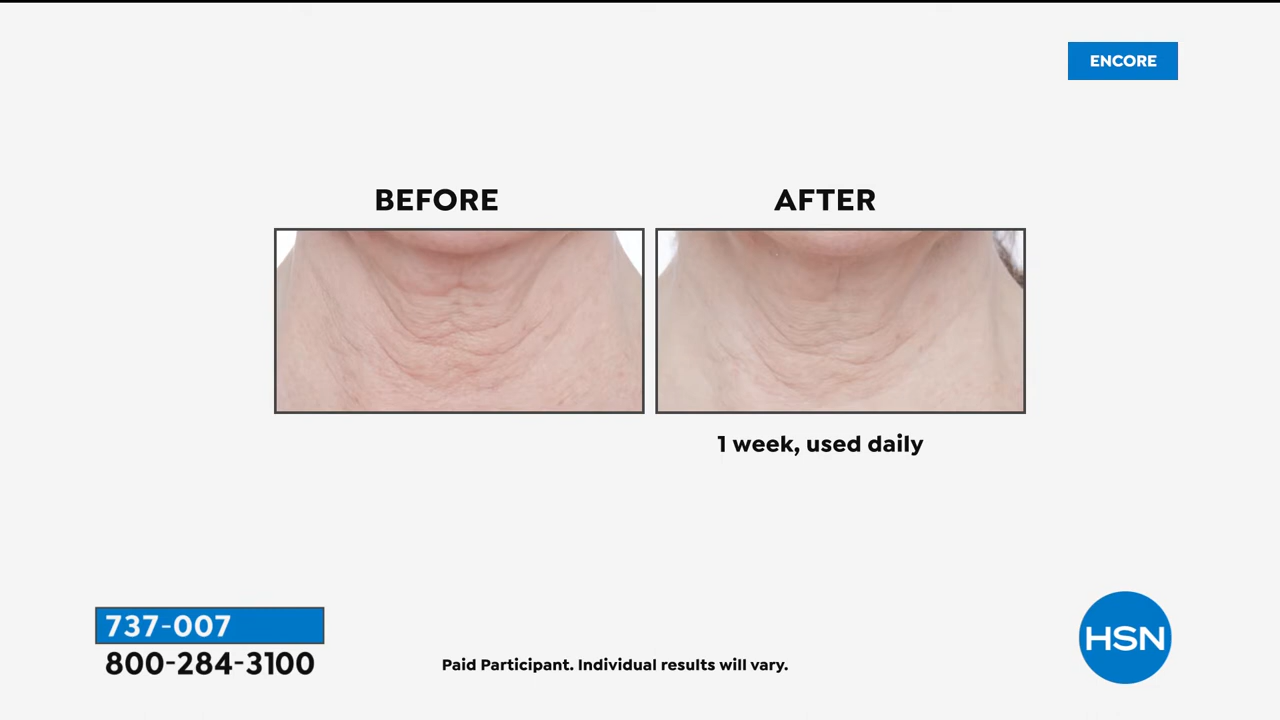 ENCORE
BEFORE
AFTER
1 week, used daily
737-007
800-284-3100
Paid Participant. Individual results will vary.
HSN